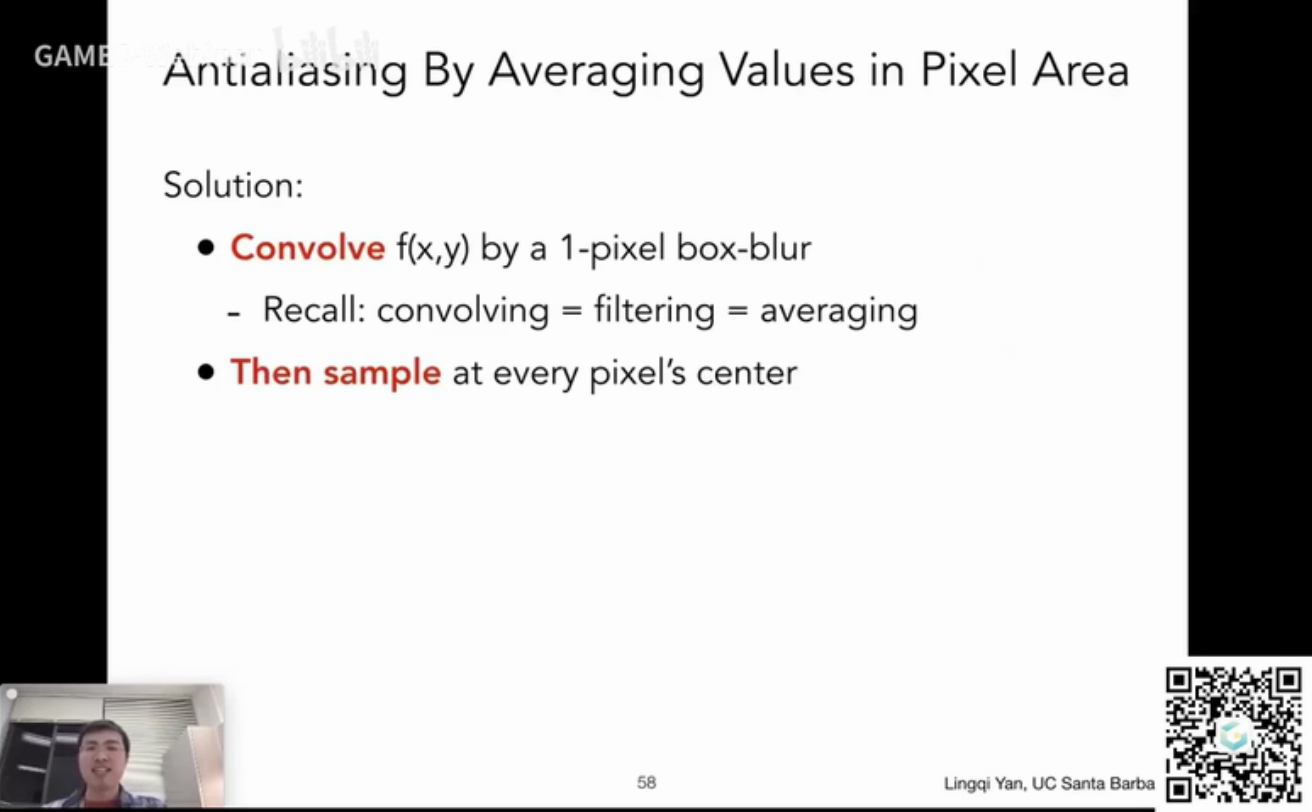 GAME
Antialiasing By Averaging Values in Pixel Area
Solution:
● Convolve f(x,y) by a 1-pixel box-blur
- Recall: convolving = filtering = averaging
● Then sample at every pixel's center
58
Lingqi Yan, UC Santa Barba